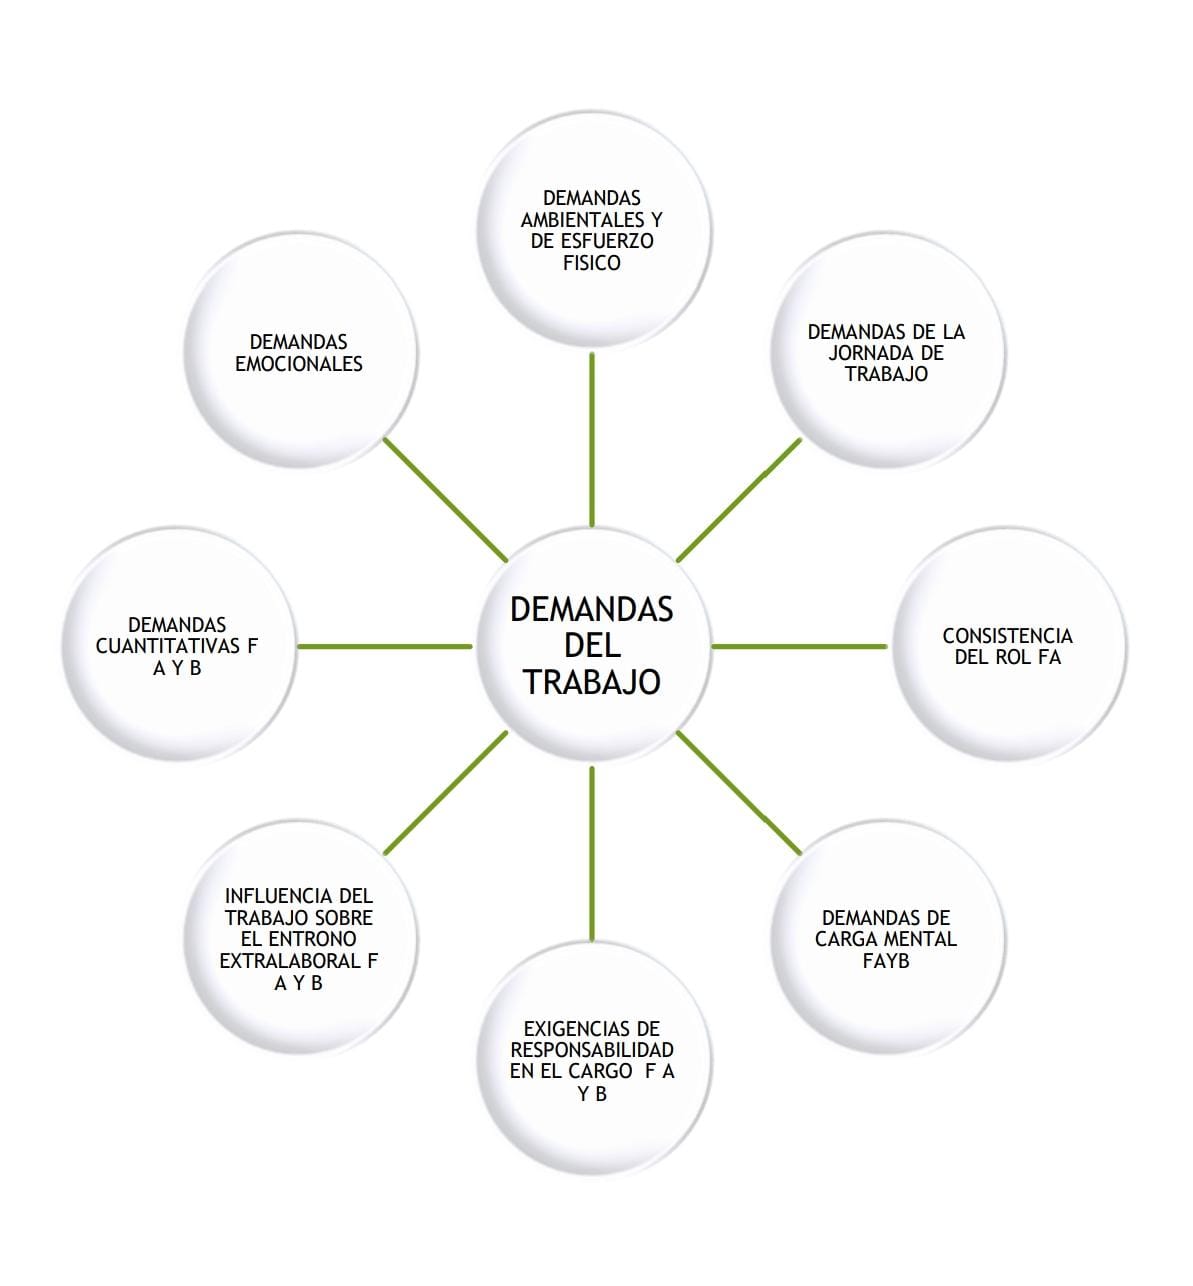 DEMANDAS
AMBIENTALES Y
DE ESFUERZO
FISICO
DEMANDAS DE LA
JORNADA DE
TRABAJO
CONSISTENCIA
DEL ROL FA
DEMANDAS DE
CARGA MENTAL
FAYB
EXIGENCIAS DE
RESPONSABILIDAD
EN EL CARGO  F A
Y B
INFLUENCIA DEL
TRABAJO SOBRE
EL ENTRONO
EXTRALABORAL F
A Y B
DEMANDAS
CUANTITATIVAS F
A Y B
DEMANDAS
EMOCIONALES
DEMANDAS
DEL
TRABAJO